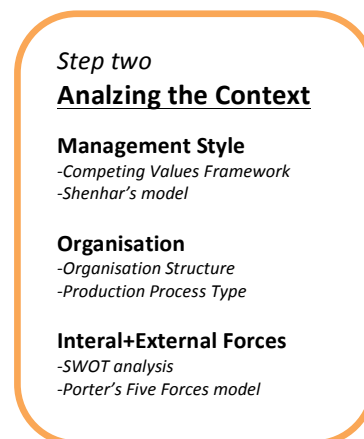 Step two
Analzing the Context
Management Style
-Competing Values Framework
-Shenhar's model
Organisation
-Organisation Structure
-Production Process Type
Interal+External Forces
-SWOT analysis
-Porter's Five Forces model